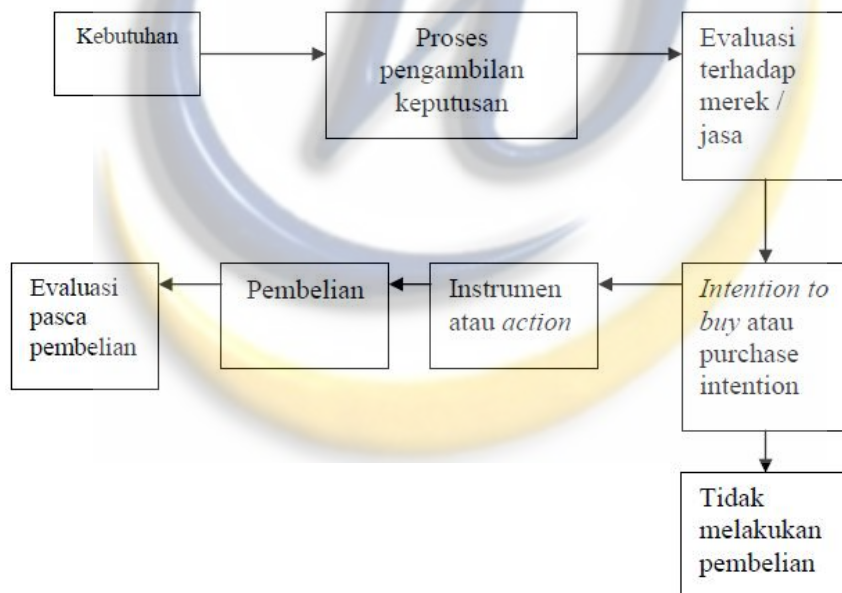 Kebutuhan
Proses
pengambilan
keputusan
Evaluasi
terhadap
merek /
jasa
Intention to
buy atau
purchase
intention
Instrumen
atau action
Pembelian
Evaluasi
pasca
pembelian
Tidak
melakukan
pembelian